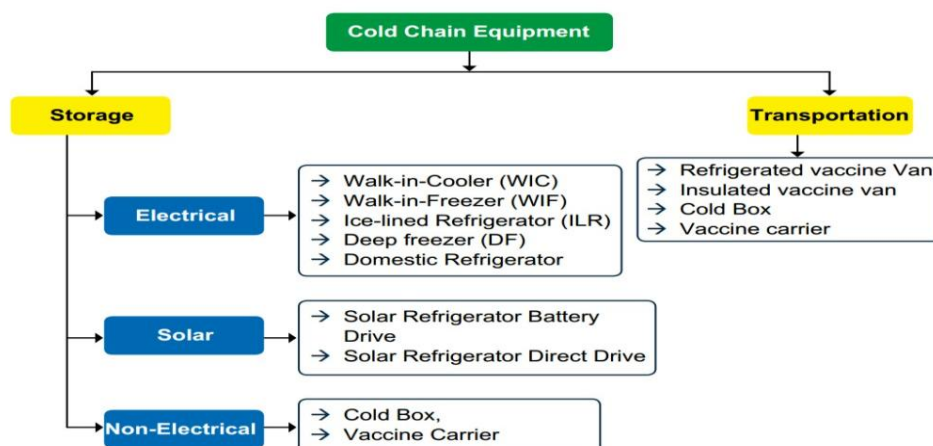 Cold Chain Equipment
Storage
Transportation
→ Refrigerated vaccine Van
→ Insulated vaccine van
→ Cold Box
→ Vaccine carrier
Electrical
→ Walk-in-Cooler (WIC)
→ Walk-in-Freezer (WIF)
→ Ice-lined Refrigerator (ILR)
→ Deep freezer (DF)
→ Domestic Refrigerator
Solar
→ Solar Refrigerator Battery
Drive
→ Solar Refrigerator Direct Drive
Non-Electrical
→ Cold Box,
→ Vaccine Carrier